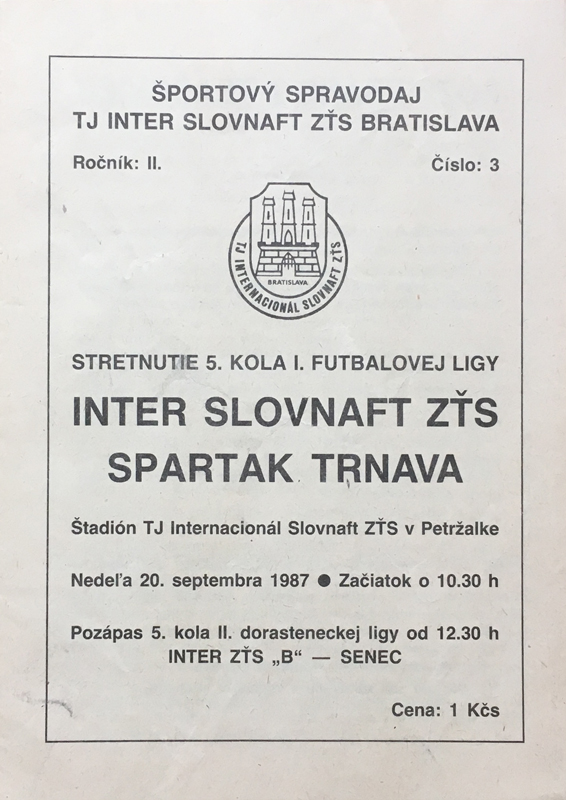 ŠPORTOVÝ SPRAVODAJ
TJ INTER SLOVNAFT ZŤS BRATISLAVA
Ročník: II.
Číslo: 3
BRATISLAVA
TJ INTERNACIONÁL SLOVNAFT ZŤS
STRETNUTIE 5. KOLA I. FUTBALOVEJ LIGY
INTER SLOVNAFT ZŤS
SPARTAK TRNAVA
Štadión TJ Internacionál Slovnaft ZŤS v Petržalke
Nedeľa 20. septembra 1987 ● Začiatok o 10.30 h
Pozápas 5. kola II. dorasteneckej ligy od 12.30 h
INTER ZŤS „B“ — SENEC
Cena: 1 Kčs